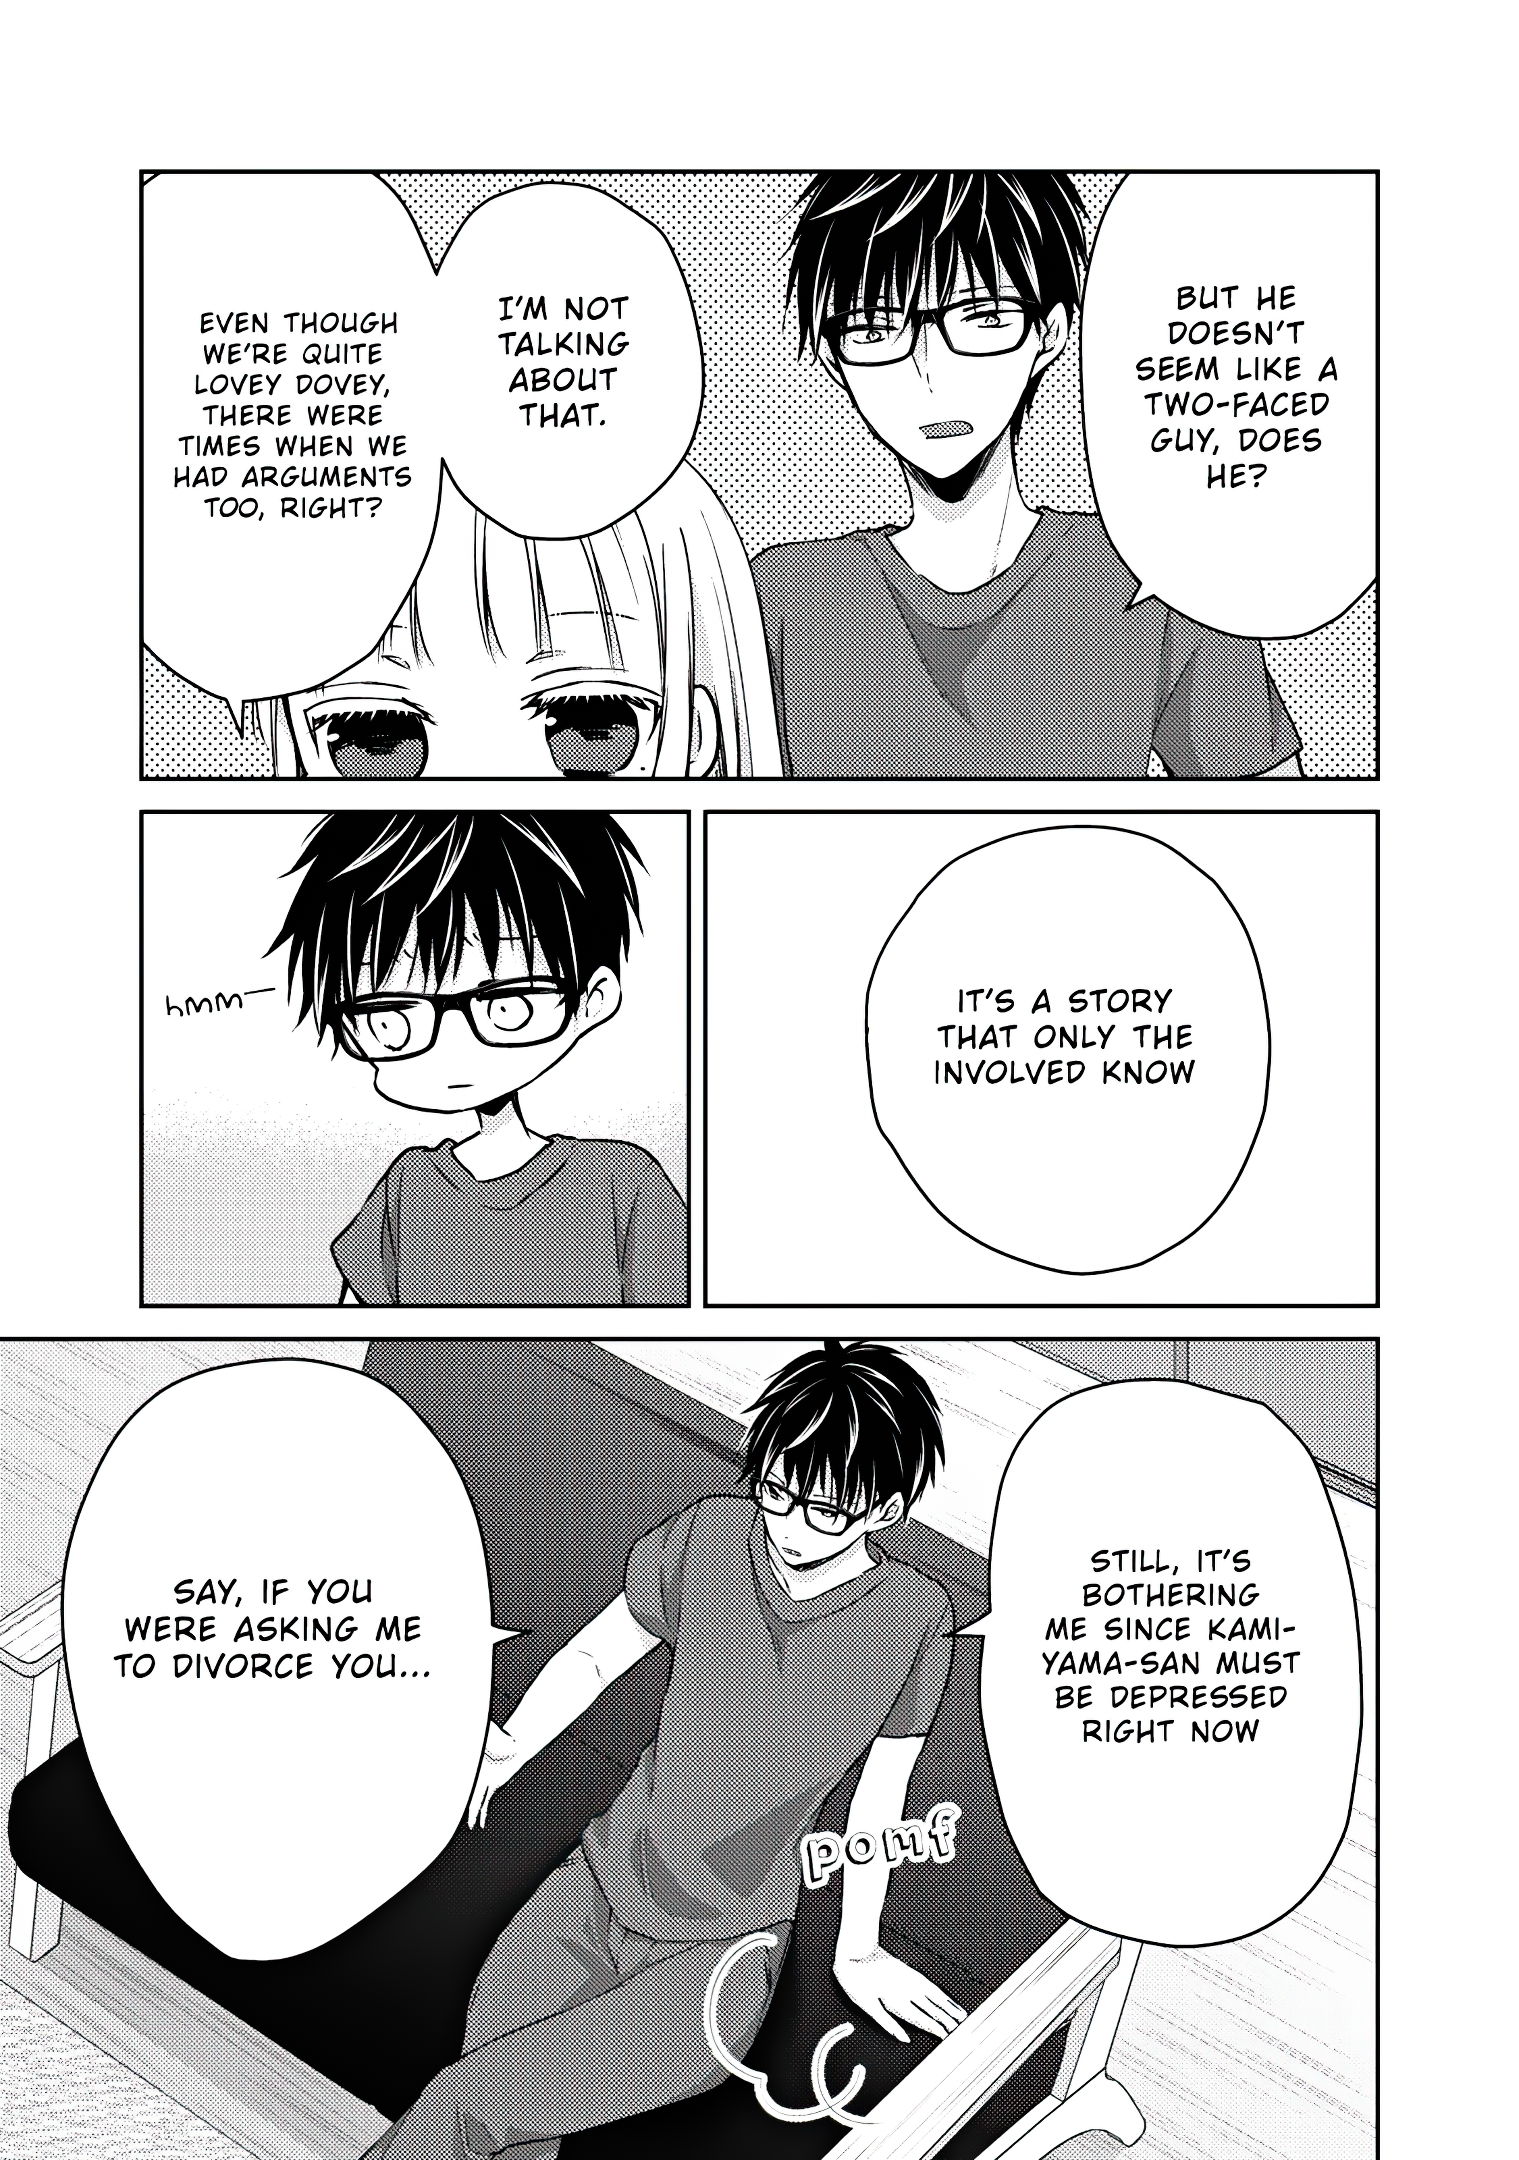 BUT HE
DOESN'T
SEEM LIKE A
TWO-FACED
GUY, DOES
HE?
I'M NOT
TALKING
ABOUT
THAT.
EVEN THOUGH
WE'RE QUITE
LOVEY DOVEY,
THERE WERE
TIMES WHEN WE
HAD ARGUMENTS
TOO, RIGHT?
IT'S A STORY
THAT ONLY THE
INVOLVED KNOW
hmm—
STILL, IT'S
BOTHERING
ME SINCE KAMI-
YAMA-SAN MUST
BE DEPRESSED
RIGHT NOW
pomf
SAY, IF YOU
WERE ASKING ME
TO DIVORCE YOU...